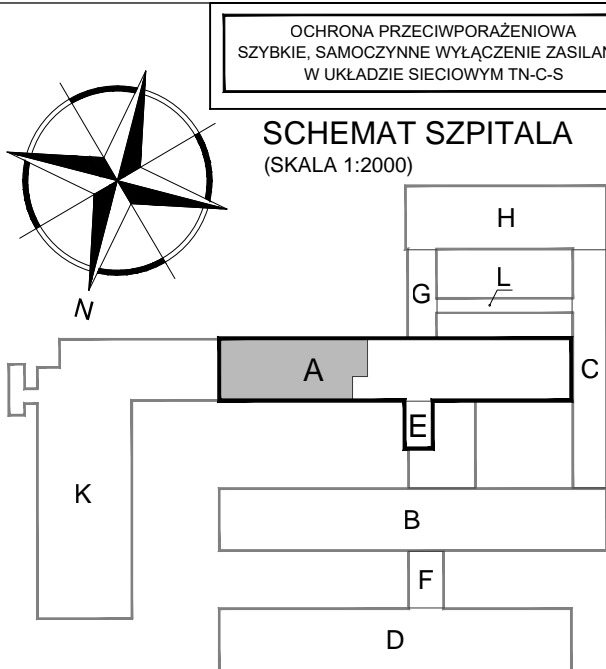 OCHRONA PRZECIWPORAŻENIOWA
SZYBKIE, SAMOCZYNNE WYŁĄCZENIE
W UKŁADZIE SIECIOWYM TN-C-S
SCHEMAT SZPITALA
(SKALA 1:2000)
N
H
L
G
A
C
E
K
B
F
D